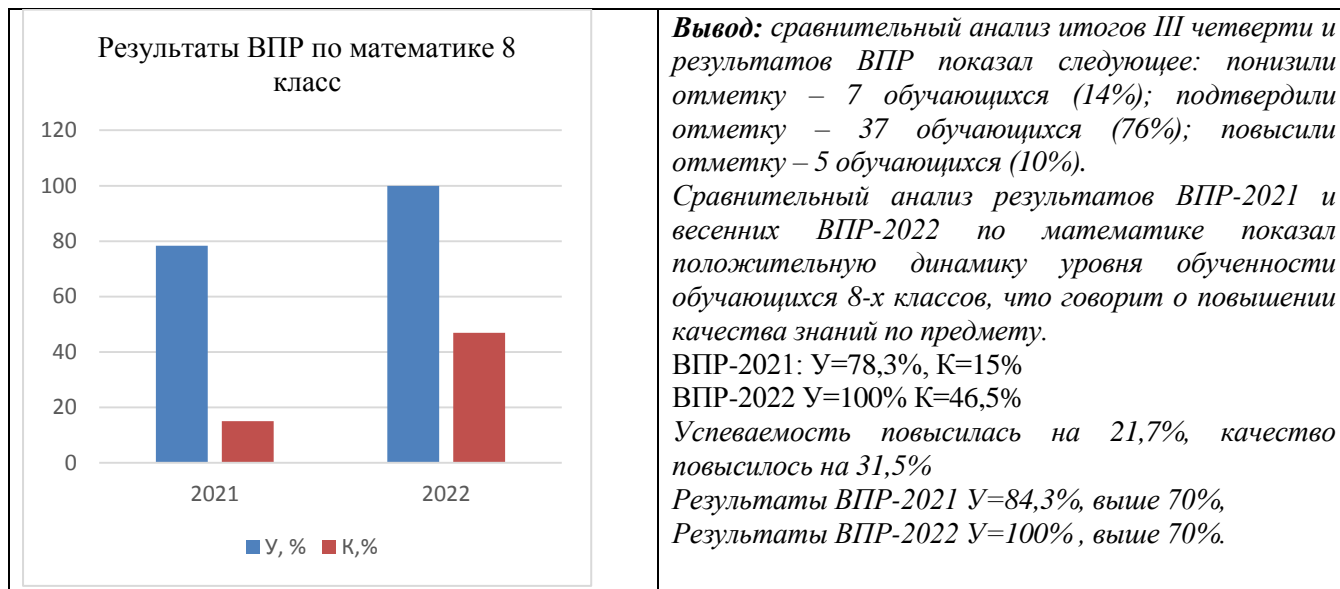 Результаты ВПР по математике 8
класс
120
100
80
60
40
20
0
2021
2022
У, %
К,%
Вывод: сравнительный анализ итогов III четверти и
результатов ВПР показал следующее: понизили
отметку – 7 обучающихся (14%); подтвердили
отметку – 37 обучающихся (76%); повысили
отметку – 5 обучающихся (10%).
Сравнительный анализ результатов ВПР-2021 и
весенних ВПР-2022 по математике показал
положительную динамику уровня обученности
обучающихся 8-х классов, что говорит о повышении
качества знаний по предмету.
ВПР-2021: У=78,3%, К=15%
ВПР-2022 У=100% К=46,5%
Успеваемость повысилась на 21,7%, качество
повысилось на 31,5%
Результаты ВПР-2021 У=84,3%, выше 70%,
Результаты ВПР-2022 У=100% , выше 70%.